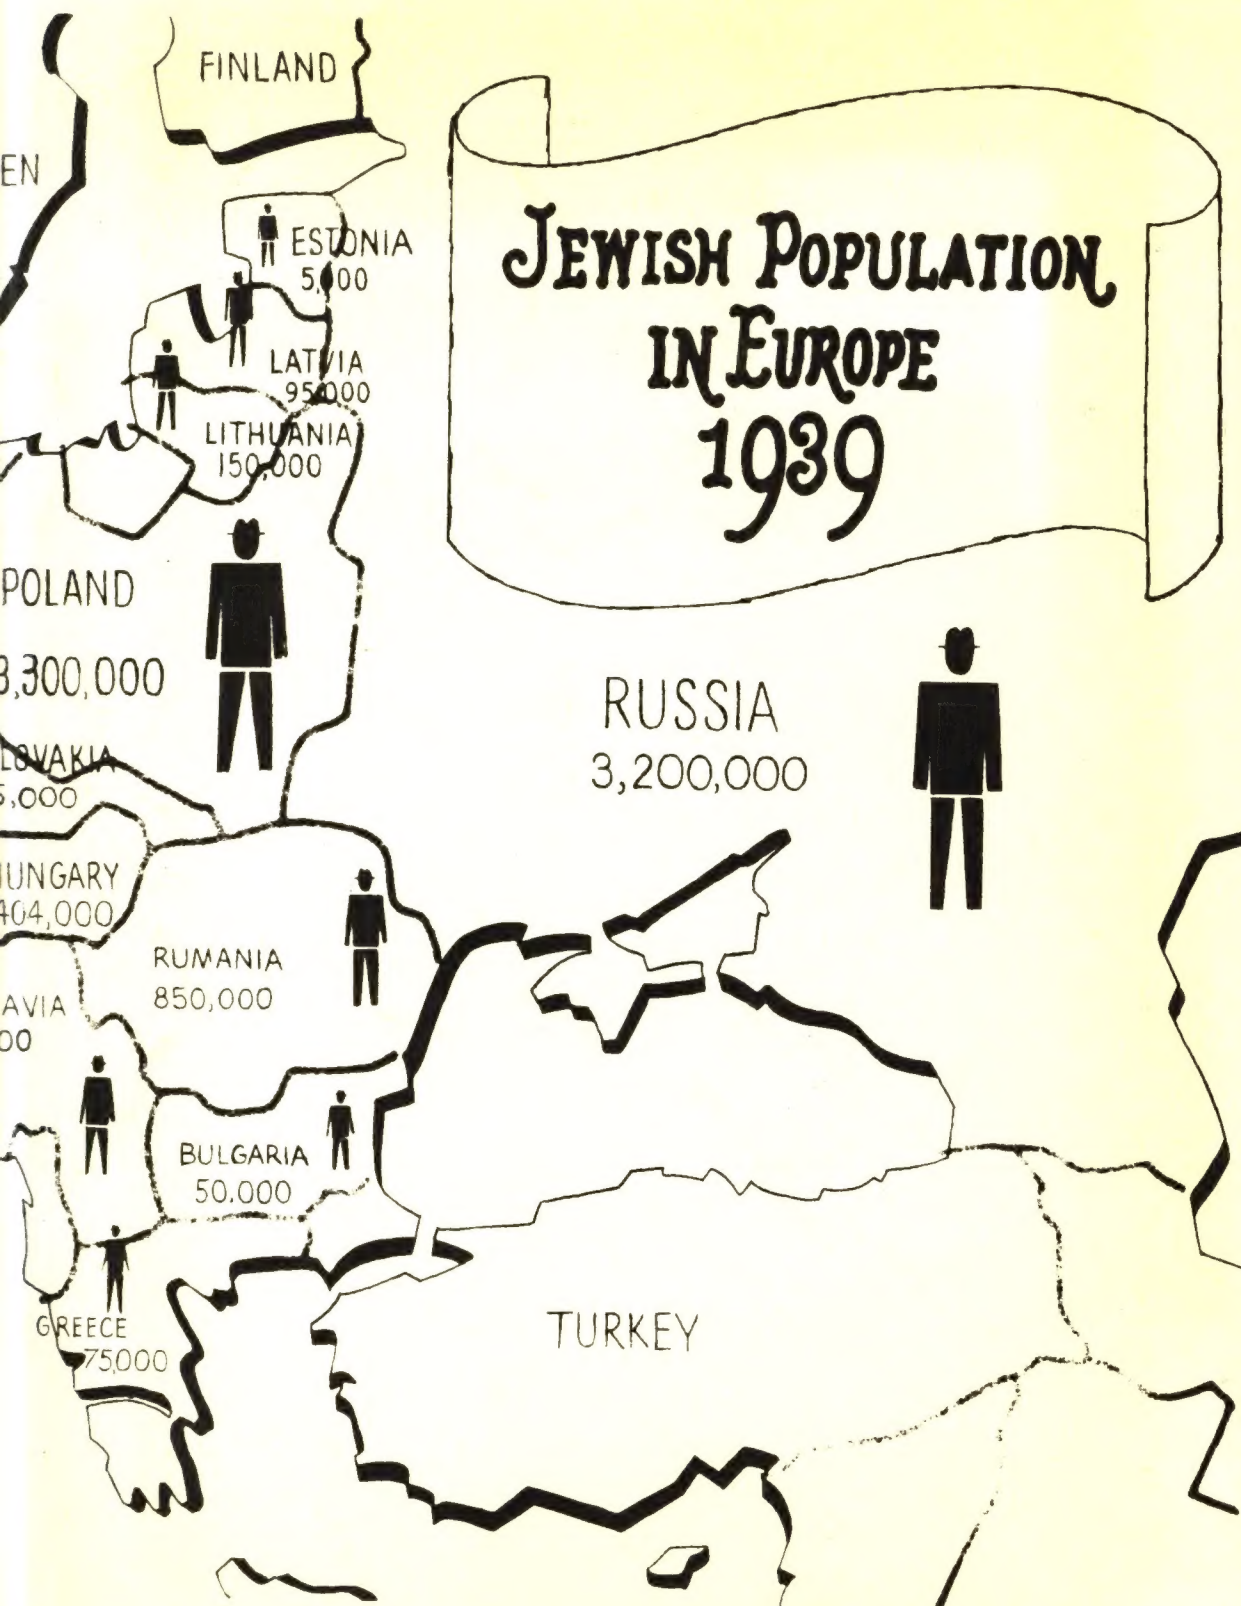 FINLAND
EN
ESTONIA
5,000
LATVIA
95,000
LITHUANIA
150,000
JEWISH POPULATION
IN EUROPE
1939
POLAND
3,300,000
RUSSIA
3,200,000
LOVAKIA
5,000
HUNGARY
404,000
RUMANIA
850,000
AVIA
00
BULGARIA
50.000
GREECE
75,000
TURKEY